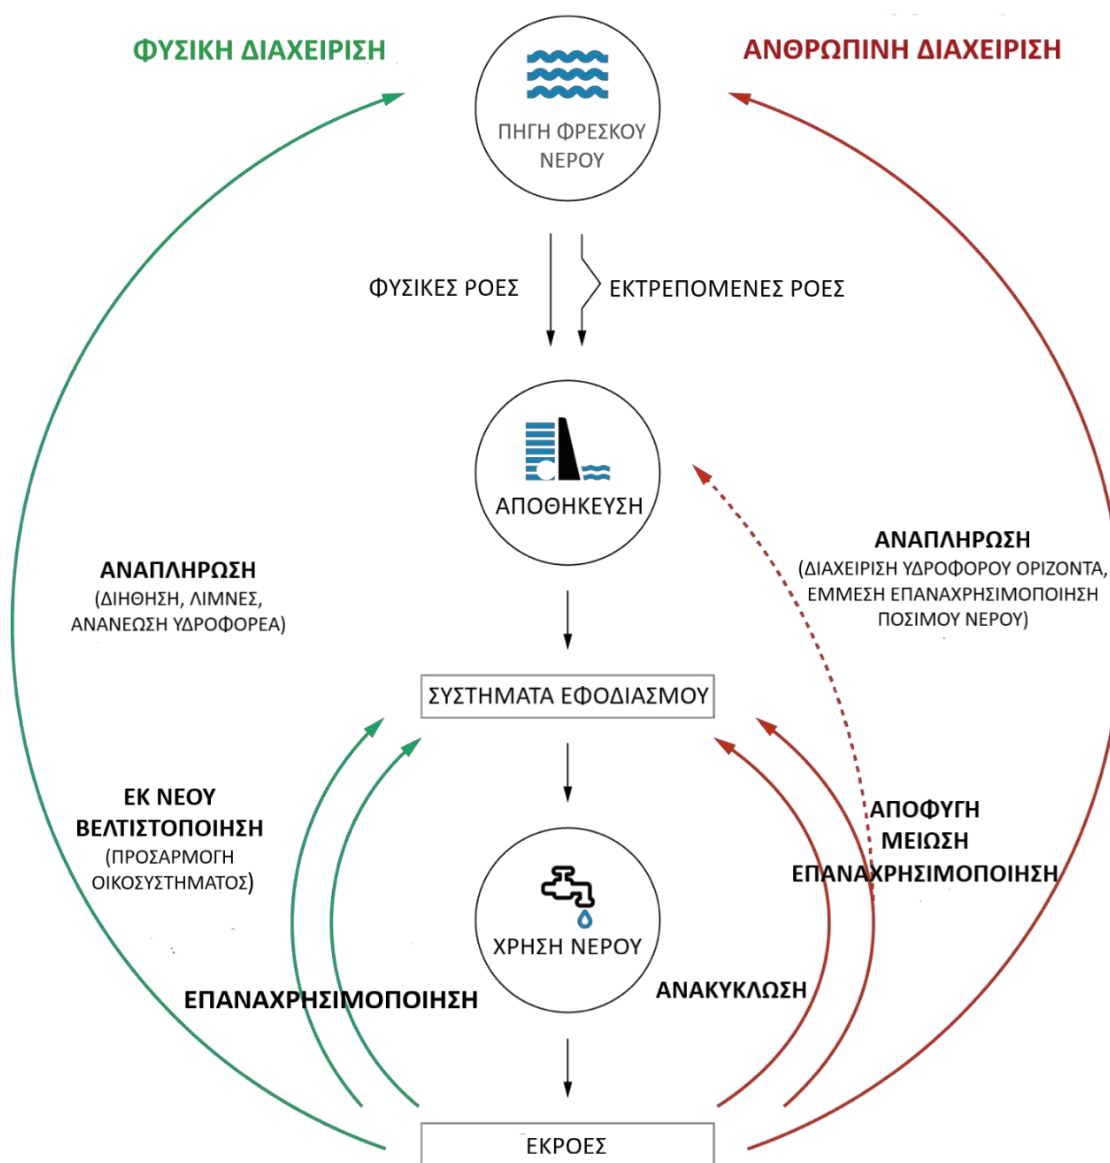 ΦΥΣΙΚΗ ΔΙΑΧΕΙΡΙΣΗ
ΑΝΘΡΩΠΙΝΗ ΔΙΑΧΕΙΡΙΣΗ
ΠΗΓΗ ΦΡΕΣΚΟΥ
ΝΕΡΟΥ
ΦΥΣΙΚΕΣ ΡΟΕΣ
ΕΚΤΡΕΠΟΜΕΝΕΣ ΡΟΕΣ
ΑΠΟΘΗΚΕΥΣΗ
ΑΝΑΠΛΗΡΩΣΗ
(ΔΙΗΘΗΣΗ, ΛΙΜΝΕΣ,
ΑΝΑΝΕΩΣΗ ΥΔΡΟΦΟΡΕΑ)
ΑΝΑΠΛΗΡΩΣΗ
(ΔΙΑΧΕΙΡΙΣΗ ΥΔΡΟΦΟΡΟΥ ΟΡΙΖΟΝΤΑ,
ΕΜΜΕΣΗ ΕΠΑΝΑΧΡΗΣΙΜΟΠΟΙΗΣΗ
ΠΟΣΙΜΟΥ ΝΕΡΟΥ)
ΣΥΣΤΗΜΑΤΑ ΕΦΟΔΙΑΣΜΟΥ
ΕΚ ΝΕΟΥ
ΒΕΛΤΙΣΤΟΠΟΙΗΣΗ
(ΠΡΟΣΑΡΜΟΓΗ
ΟΙΚΟΣΥΣΤΗΜΑΤΟΣ)
ΑΠΟΦΥΓΗ
ΜΕΙΩΣΗ
ΕΠΑΝΑΧΡΗΣΙΜΟΠΟΙΗΣΗ
ΧΡΗΣΗ ΝΕΡΟΥ
ΕΠΑΝΑΧΡΗΣΙΜΟΠΟΙΗΣΗ
ΑΝΑΚΥΚΛΩΣΗ
ΕΚΡΟΕΣ